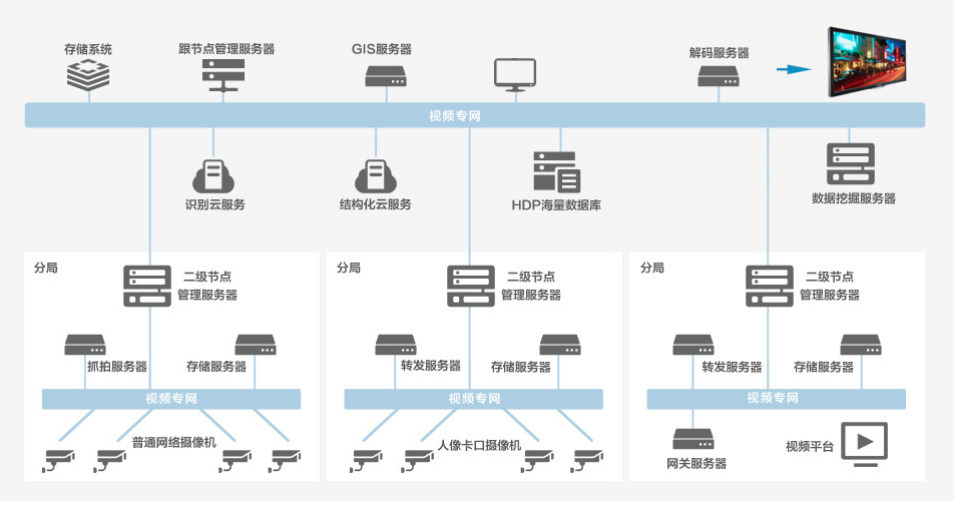 存储系统
跟节点管理服务器
GIS服务器
解码服务器
视频专网
识别云服务
结构化云服务
HDP海量数据库
数据挖掘服务器
分局
二级节点
管理服务器
抓拍服务器
存储服务器
视频专网
普通网络摄像机
分局
二级节点
管理服务器
转发服务器
存储服务器
视频专网
人像卡口摄像机
分局
二级节点
管理服务器
转发服务器
存储服务器
视频专网
网关服务器
视频平台